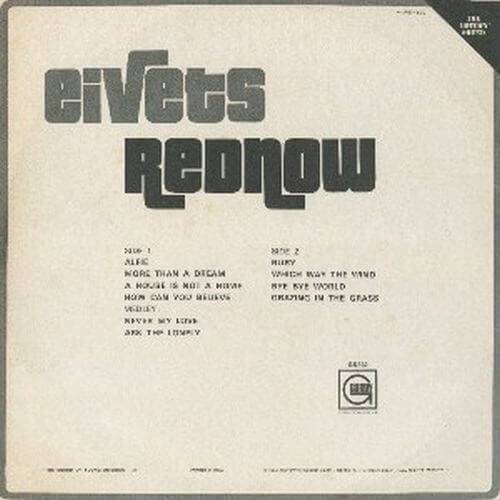 eiVets
REDNOW
SIDE 1
ALFIE
MORE THAN A DREAM
A HOUSE IS NOT A HOME
HOW CAN YOU BELIEVE
MEDLEY
NEVER MY LOVE
ASK THE LONELY
SIDE 2
RUBY
WHICH WAY THE WIND
BYE BYE WORLD
GRAZING IN THE GRASS